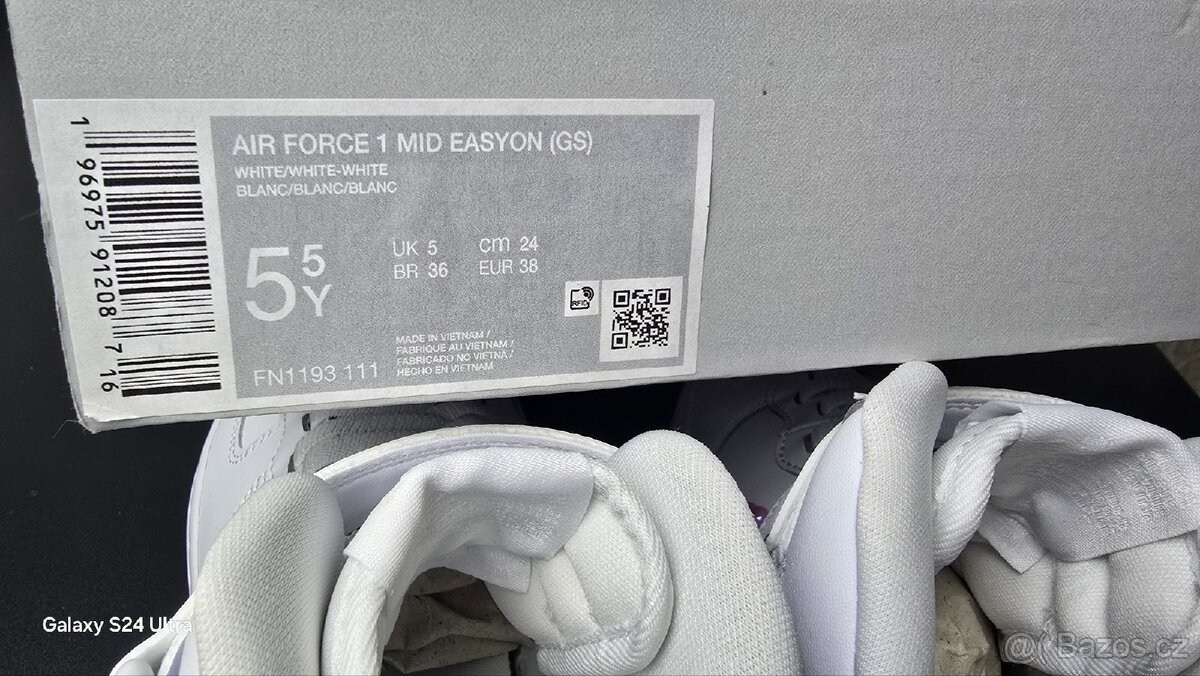 AIR FORCE 1 MID EASYON (GS)
WHITE/WHITE-WHITE
BLANC/BLANC/BLANC
5 5 Y
UK 5 cm 24
BR 36 EUR 38
RFID
MADE IN VIETNAM /
FABRIQUE AU VIETNAM /
FABRICADO NO VIETNÃ /
HECHO EN VIETNAM
FN1193 111
1 96975 91208 7 16
Galaxy S24 Ultra
Bazos.cz